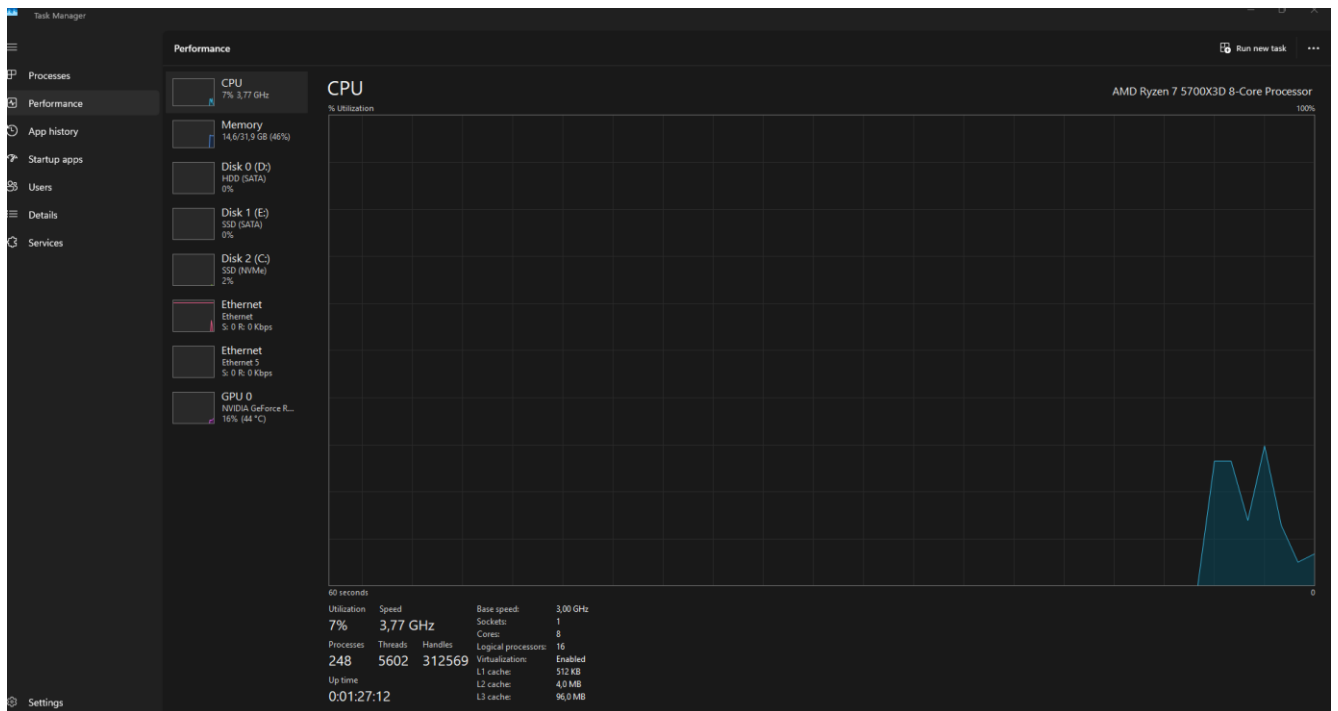 Task Manager
Performance
Run new task
Processes
Performance
App history
Startup apps
Users
Details
Services
Settings
CPU
7% 3,77 GHz
Memory
14,6/31,9 GB (46%)
Disk 0 (D:)
HDD (SATA)
0%
Disk 1 (E:)
SSD (SATA)
0%
Disk 2 (C:)
SSD (NVMe)
2%
Ethernet
Ethernet
S: 0 R: 0 Kbps
Ethernet
Ethernet 5
S: 0 R: 0 Kbps
GPU 0
NVIDIA GeForce R...
16% (44 °C)
CPU
AMD Ryzen 7 5700X3D 8-Core Processor
% Utilization
100%
60 seconds
0
Utilization Speed
7% 3,77 GHz
Processes Threads Handles
248 5602 312569
Up time
0:01:27:12
Base speed: 3,00 GHz
Sockets: 1
Cores: 8
Logical processors: 16
Virtualization: Enabled
L1 cache: 512 KB
L2 cache: 4,0 MB
L3 cache: 96,0 MB